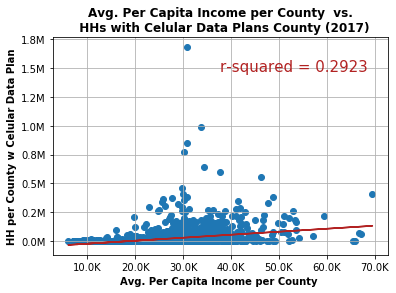 Avg. Per Capita Income per County vs.
HHs with Celular Data Plans County (2017)
r-squared = 0.2923
HH per County w Celular Data Plan
1.8M
1.5M
1.2M
1.0M
0.8M
0.5M
0.2M
0.0M
10.0K 20.0K 30.0K 40.0K 50.0K 60.0K 70.0K
Avg. Per Capita Income per County